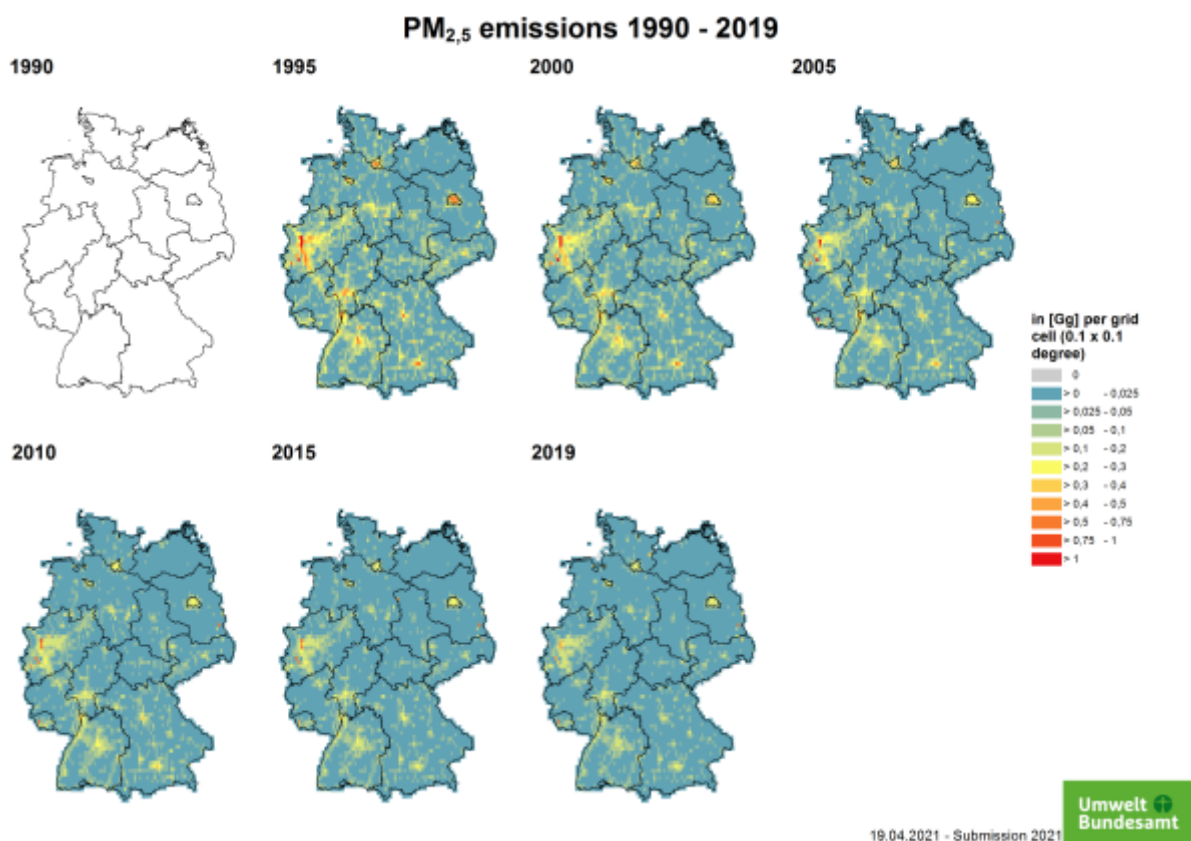 PM2,5 emissions 1990 - 2019
1990
1995
2000
2005
in [Gg] per grid
cell (0.1 x 0.1
degree)
0
> 0 - 0,025
> 0,025 - 0,05
> 0,05 - 0,1
> 0,1 - 0,2
> 0,2 - 0,3
> 0,3 - 0,4
> 0,4 - 0,5
> 0,5 - 0,75
> 0,75 - 1
> 1
2010
2015
2019
Umwelt
Bundesamt
19.04.2021 - Submission 2021